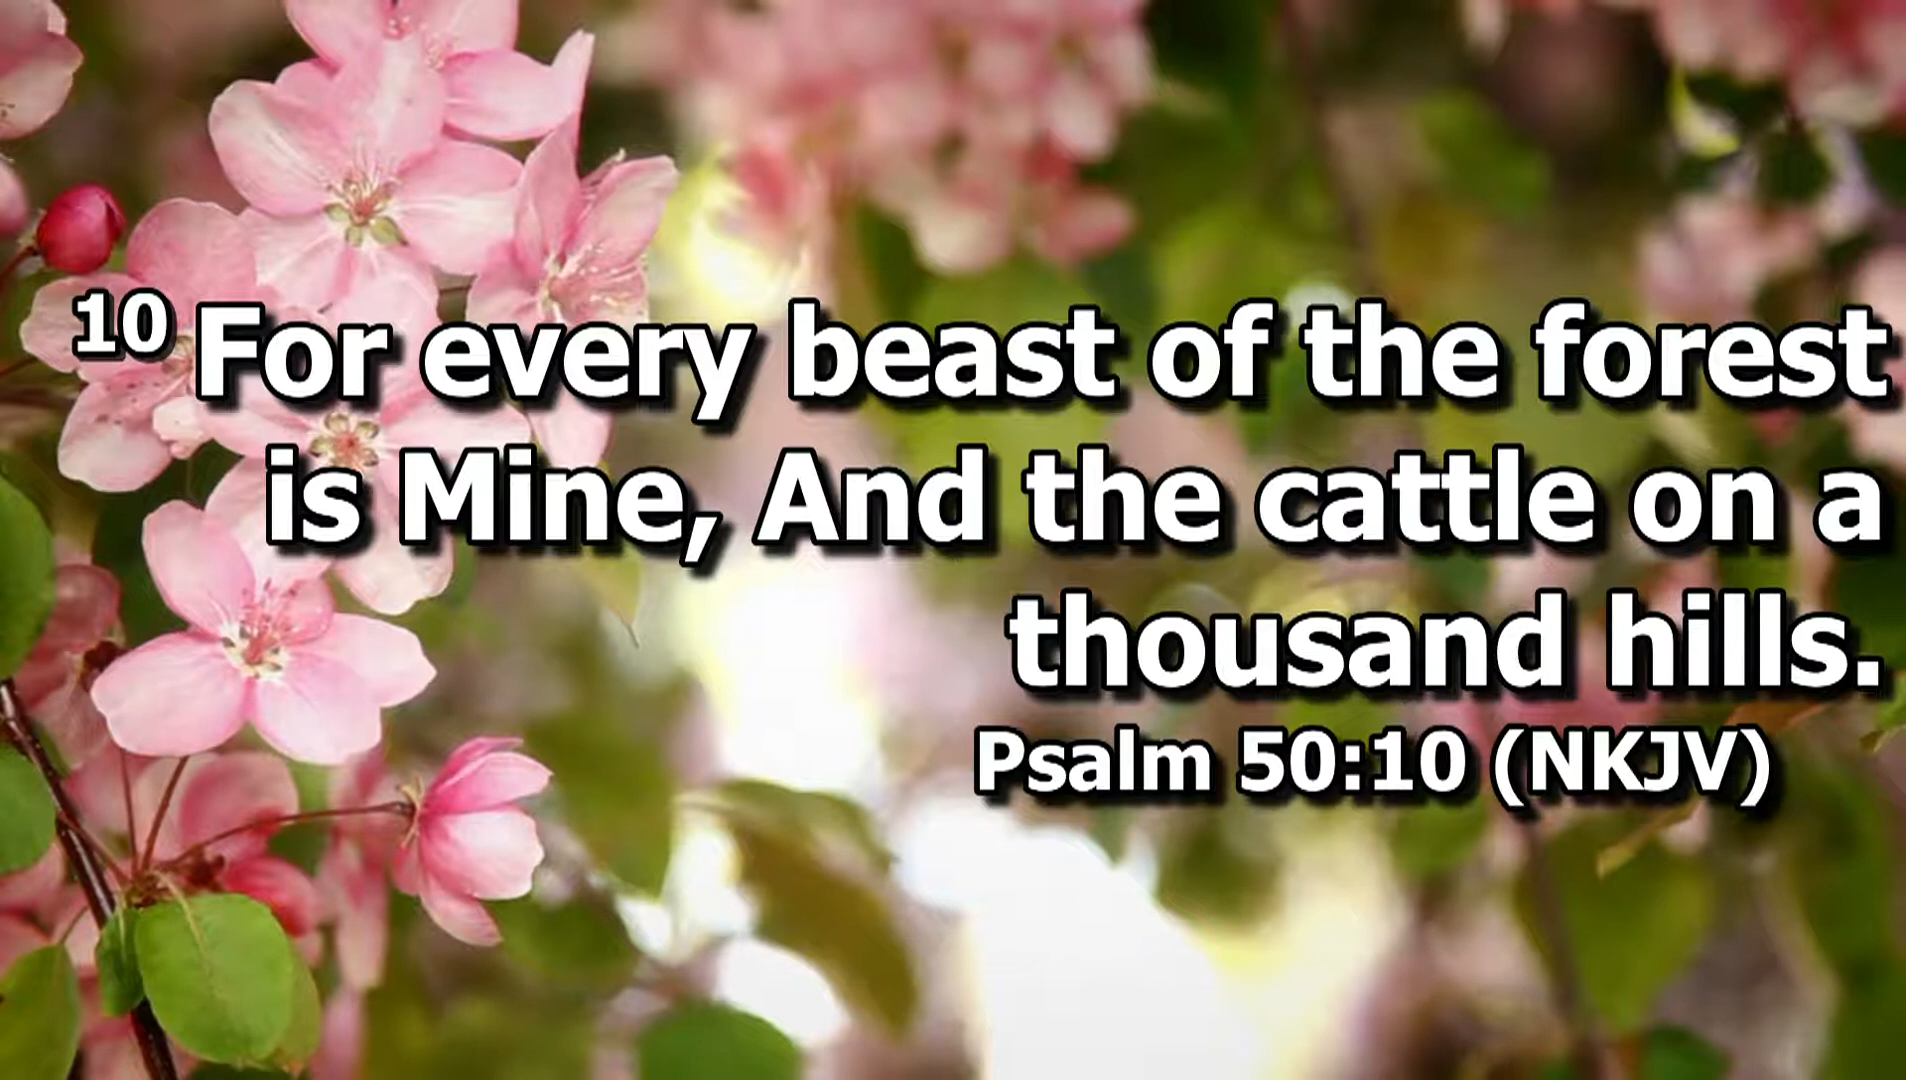 10 For every beast of the forest
is Mine, And the cattle on a
thousand hills.
Psalm 50:10 (NKJV)